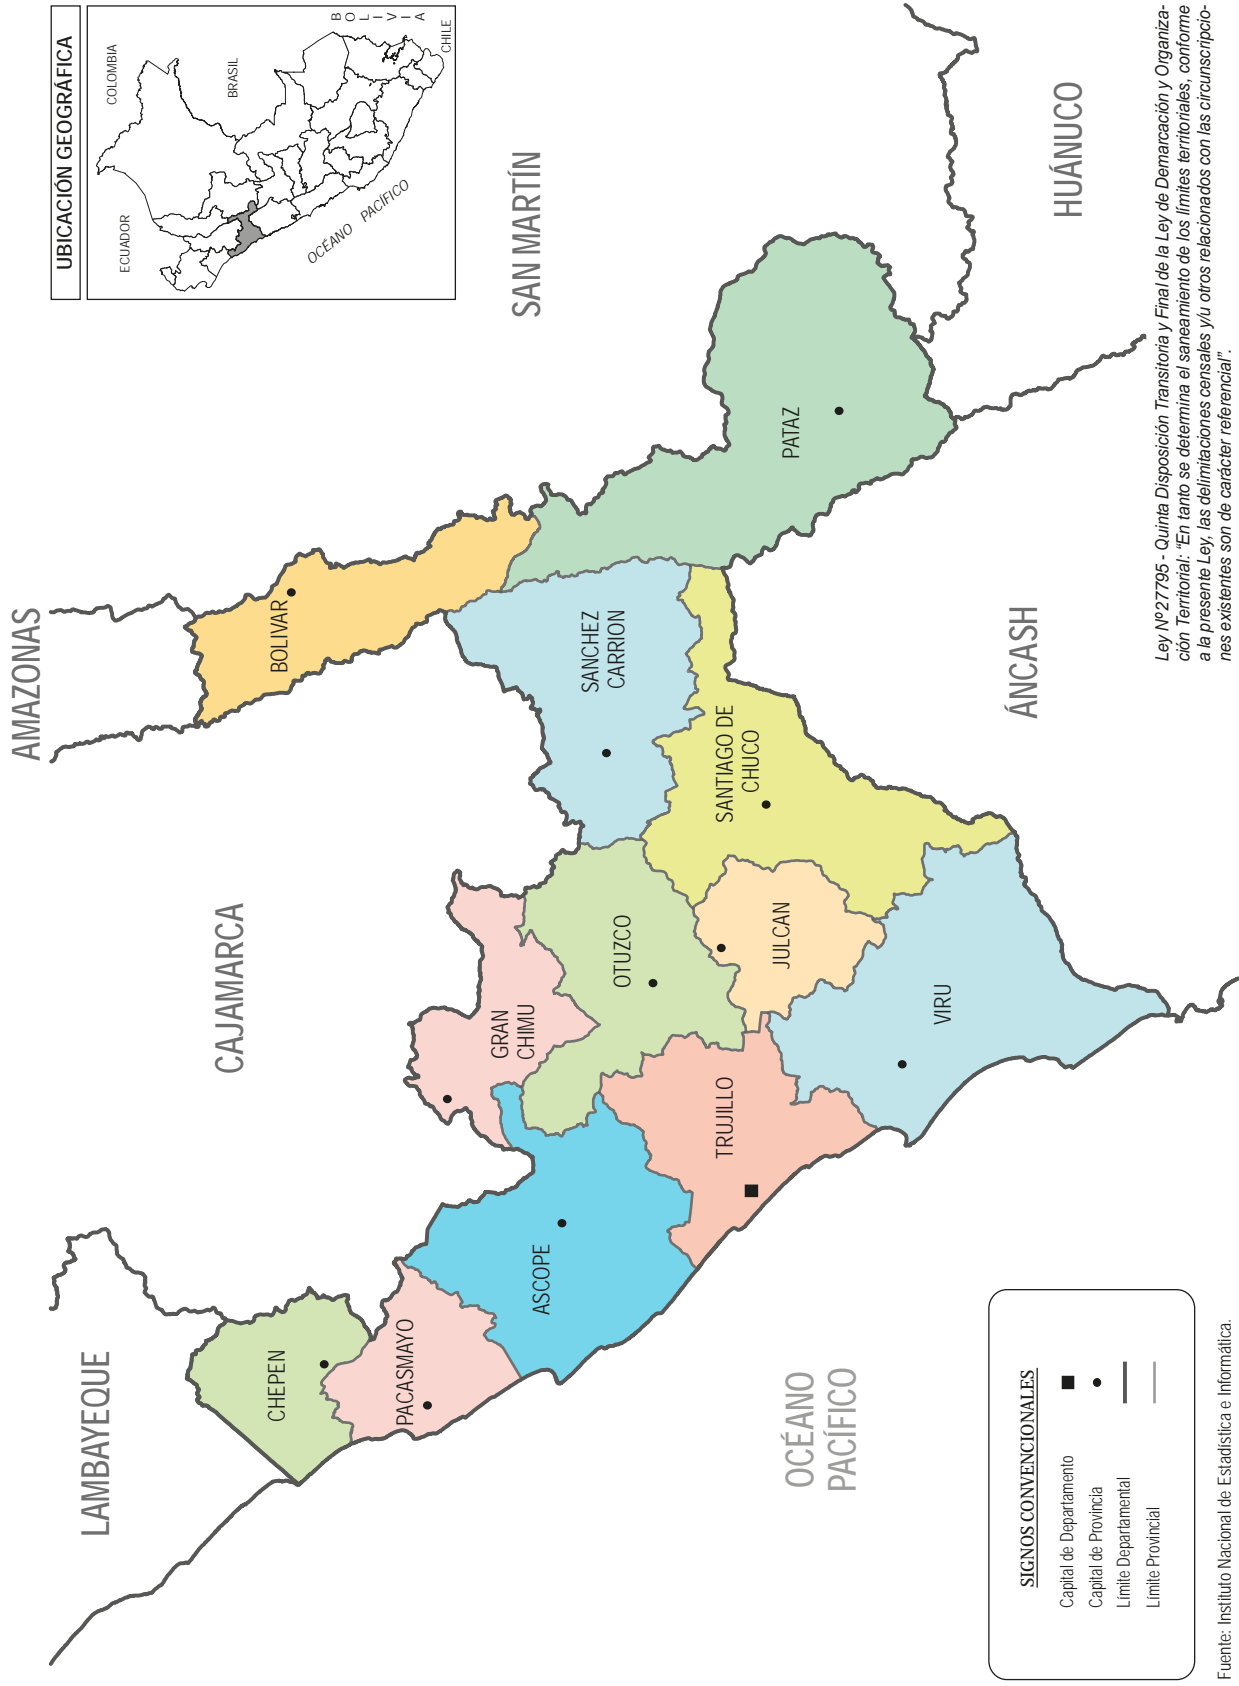 UBICACIÓN GEOGRÁFICA
COLOMBIA
ECUADOR
BRASIL
BOLIVIA
CHILE
OCÉANO PACÍFICO
LAMBAYEQUE
CAJAMARCA
AMAZONAS
SAN MARTÍN
HUÁNUCO
ÁNCASH
OCÉANO
PACÍFICO
CHEPEN
PACASMAYO
ASCOPE
GRAN
CHIMU
OTUZCO
TRUJILLO
JULCAN
VIRU
SANTIAGO DE
CHUCO
SANCHEZ
CARRION
BOLIVAR
PATAZ
SIGNOS CONVENCIONALES
Capital de Departamento
Capital de Provincia
Límite Departamental
Límite Provincial
Fuente: Instituto Nacional de Estadística e Informática.
Ley Nº 27795 - Quinta Disposición Transitoria y Final de la Ley de Demarcación y Organiza-
ción Territorial: “En tanto se determina el saneamiento de los límites territoriales, conforme
a la presente Ley, las delimitaciones censales y/u otros relacionados con las circunscripcio-
nes existentes son de carácter referencial”.